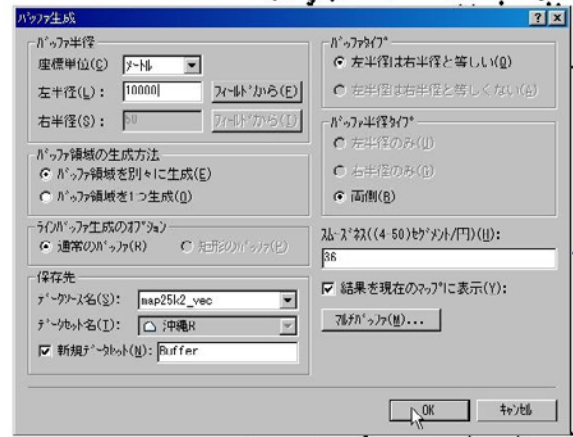 バッファ生成
バッファ半径
座標単位(C) メートル
左半径(L): 10000 フィールドから(E)
右半径(S): 50 フィールドから(I)
バッファ領域の生成方法
バッファ領域を別々に生成(E)
バッファ領域を1つ生成(O)
ラインバッファ生成のオプション
通常のバッファ(R) 矩形のバッファ(P)
保存先
データソース名(S): map25k2_vec
データセット名(T): 沖縄R
新規データセット(N): Buffer
バッファタイプ
左半径は右半径と等しい(Q)
左半径は右半径と等しくない(A)
バッファ半径タイプ
左半径のみ(U)
右半径のみ(G)
両側(B)
スムーズネス((4-50)セグメント/円)(H):
36
結果を現在のマップに表示(Y):
マルチバッファ(M)...
OK キャンセル